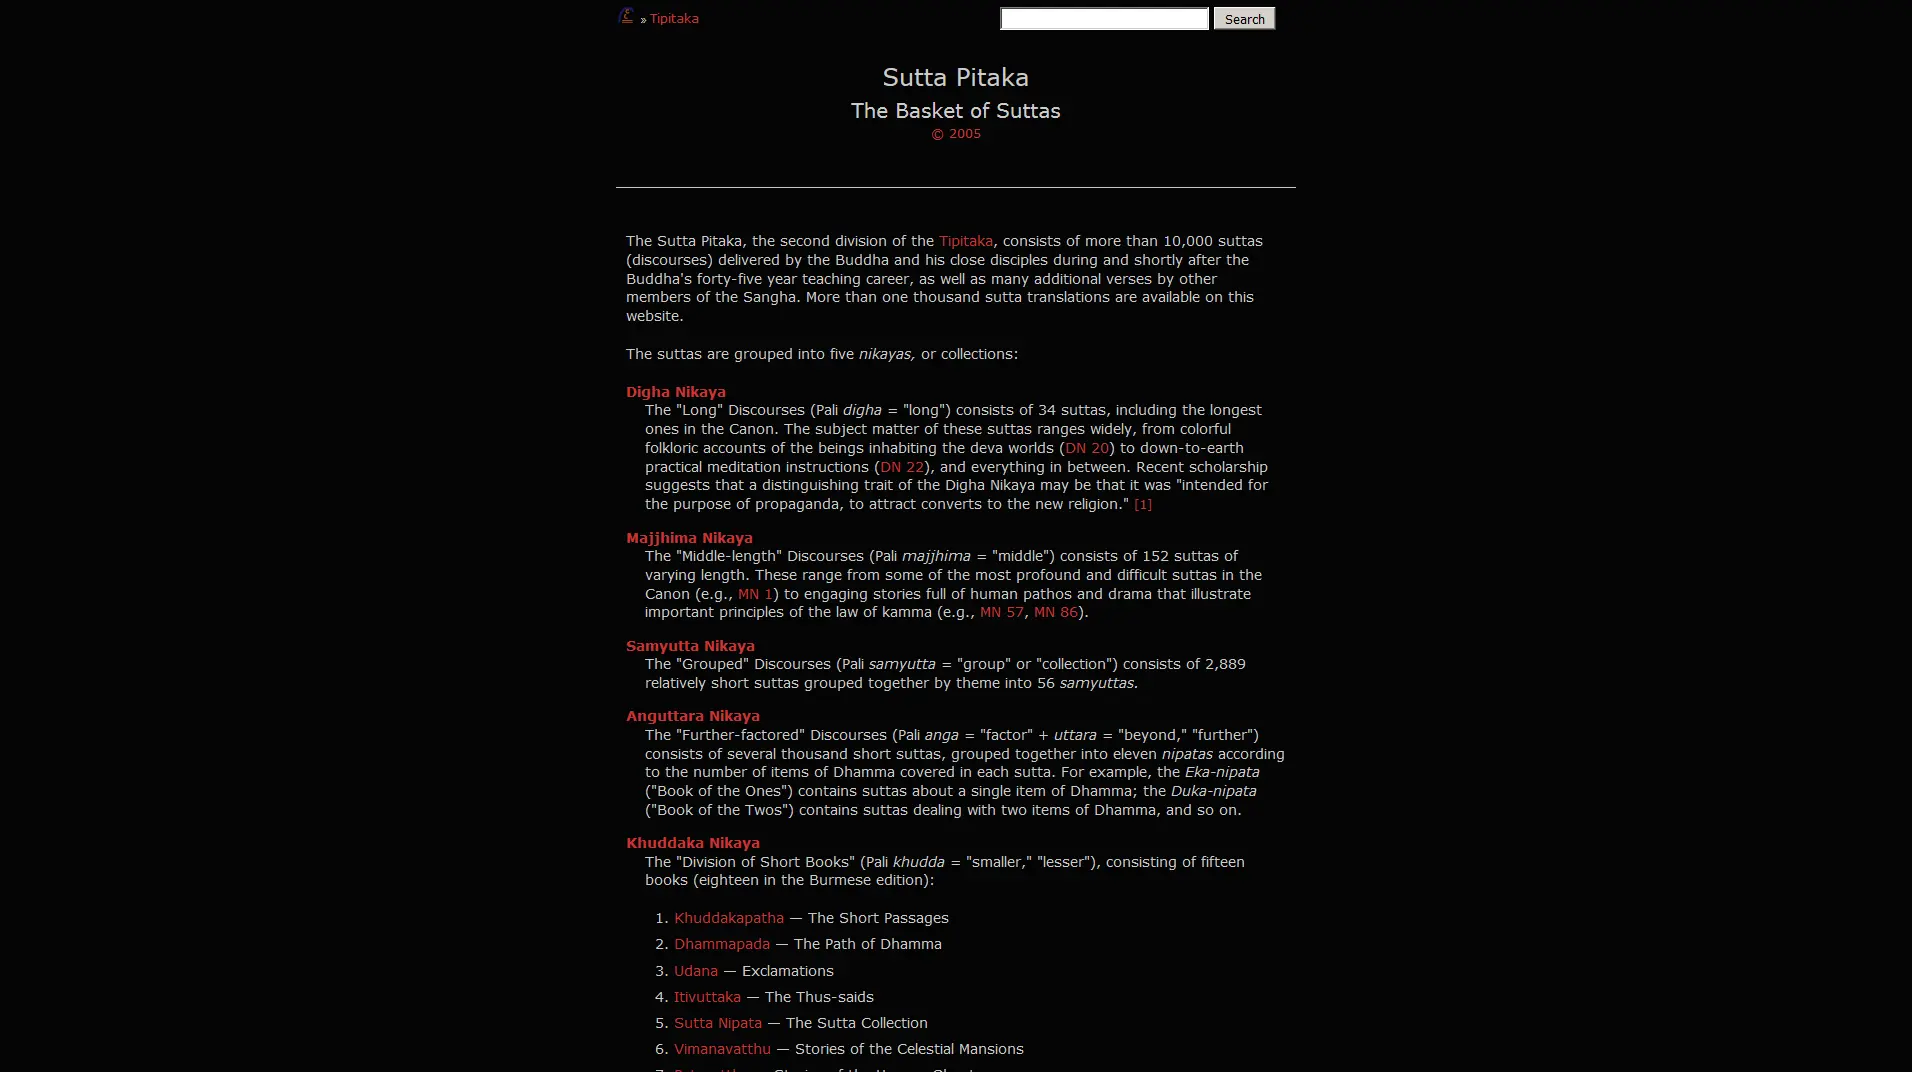 » Tipitaka
Search
Sutta Pitaka
The Basket of Suttas
© 2005
The Sutta Pitaka, the second division of the Tipitaka, consists of more than 10,000 suttas
(discourses) delivered by the Buddha and his close disciples during and shortly after the
Buddha's forty-five year teaching career, as well as many additional verses by other
members of the Sangha. More than one thousand sutta translations are available on this
website.
The suttas are grouped into five nikayas, or collections:
Digha Nikaya
The "Long" Discourses (Pali digha = "long") consists of 34 suttas, including the longest
ones in the Canon. The subject matter of these suttas ranges widely, from colorful
folkloric accounts of the beings inhabiting the deva worlds (DN 20) to down-to-earth
practical meditation instructions (DN 22), and everything in between. Recent scholarship
suggests that a distinguishing trait of the Digha Nikaya may be that it was "intended for
the purpose of propaganda, to attract converts to the new religion." [1]
Majjhima Nikaya
The "Middle-length" Discourses (Pali majjhima = "middle") consists of 152 suttas of
varying length. These range from some of the most profound and difficult suttas in the
Canon (e.g., MN 1) to engaging stories full of human pathos and drama that illustrate
important principles of the law of kamma (e.g., MN 57, MN 86).
Samyutta Nikaya
The "Grouped" Discourses (Pali samyutta = "group" or "collection") consists of 2,889
relatively short suttas grouped together by theme into 56 samyuttas.
Anguttara Nikaya
The "Further-factored" Discourses (Pali anga = "factor" + uttara = "beyond," "further")
consists of several thousand short suttas, grouped together into eleven nipatas according
to the number of items of Dhamma covered in each sutta. For example, the Eka-nipata
("Book of the Ones") contains suttas about a single item of Dhamma; the Duka-nipata
("Book of the Twos") contains suttas dealing with two items of Dhamma, and so on.
Khuddaka Nikaya
The "Division of Short Books" (Pali khudda = "smaller," "lesser"), consisting of fifteen
books (eighteen in the Burmese edition):
1. Khuddakapatha — The Short Passages
2. Dhammapada — The Path of Dhamma
3. Udana — Exclamations
4. Itivuttaka — The Thus-saids
5. Sutta Nipata — The Sutta Collection
6. Vimanavatthu — Stories of the Celestial Mansions